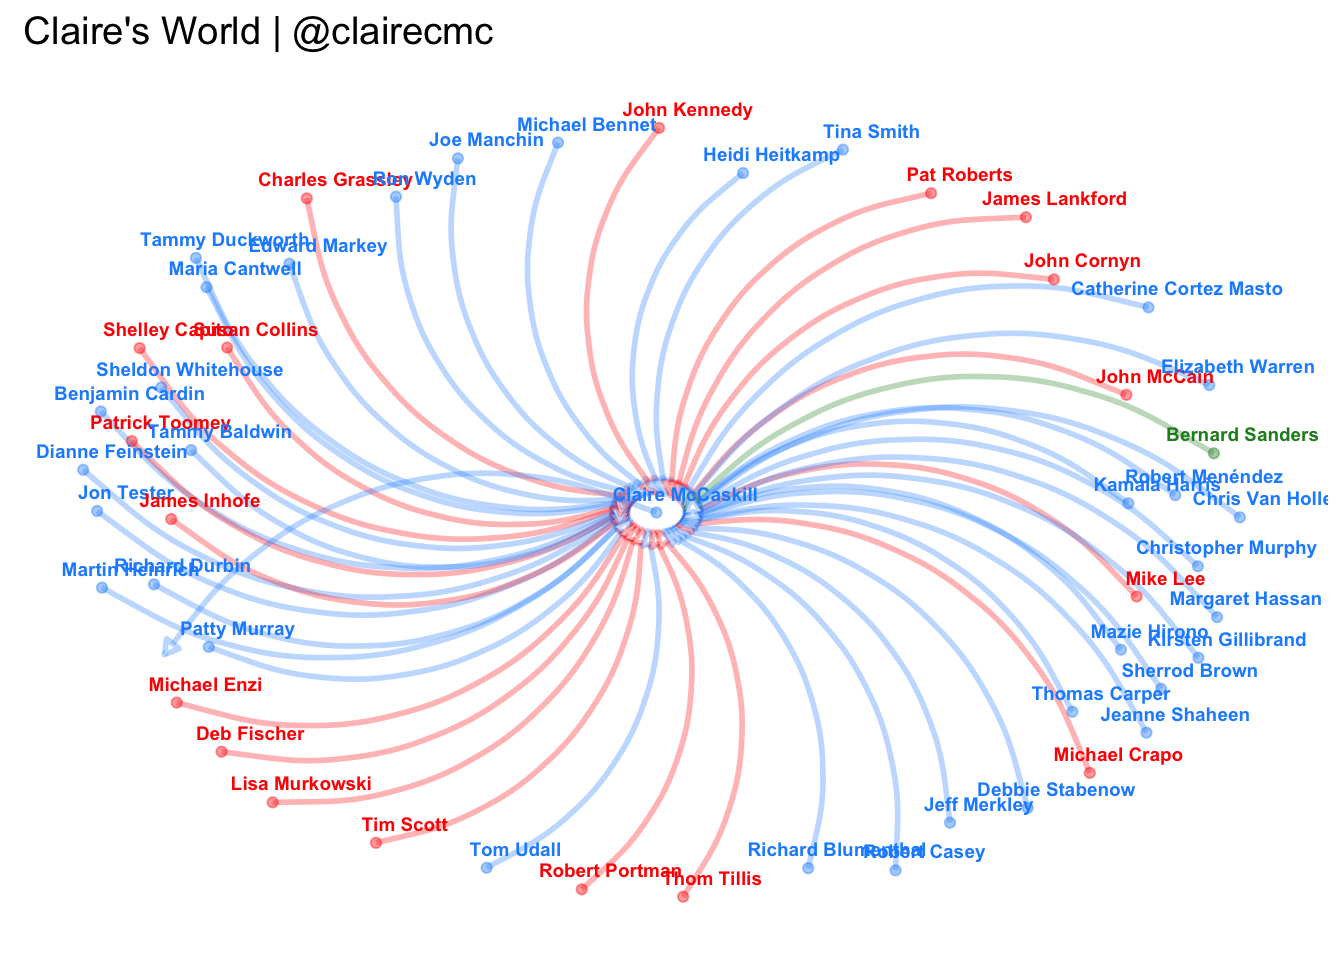 Claire's World | @clairecmc
John Kennedy
Michael Bennet
Tina Smith
Joe Manchin
Heidi Heitkamp
Pat Roberts
Charles Grassley
Ron Wyden
James Lankford
Tammy Duckworth
Edward Markey
John Cornyn
Maria Cantwell
Catherine Cortez Masto
Shelley Capito
Susan Collins
Sheldon Whitehouse
Elizabeth Warren
John McCain
Benjamin Cardin
Patrick Toomey
Tammy Baldwin
Bernard Sanders
Dianne Feinstein
Robert Menéndez
Kamala Harris
Jon Tester
James Inhofe
Claire McCaskill
Chris Van Holle
Christopher Murphy
Richard Durbin
Martin Heinrich
Mike Lee
Margaret Hassan
Patty Murray
Mazie Hirono
Kirsten Gillibrand
Sherrod Brown
Michael Enzi
Thomas Carper
Jeanne Shaheen
Deb Fischer
Michael Crapo
Lisa Murkowski
Debbie Stabenow
Jeff Merkley
Tim Scott
Tom Udall
Richard Blumenthal
Robert Casey
Robert Portman
Thom Tillis